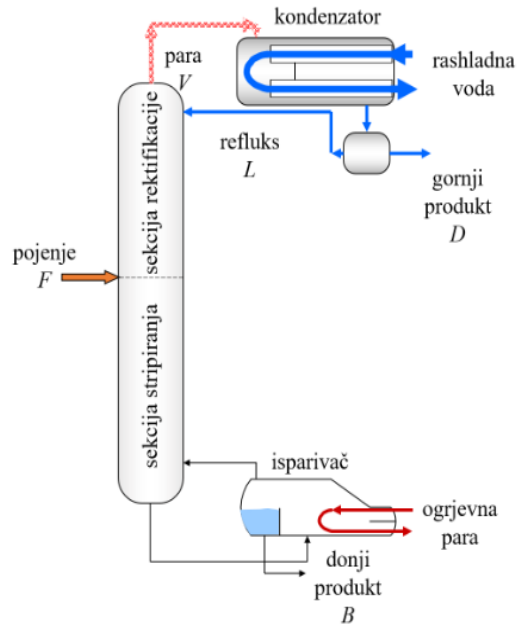 kondenzator
para
V
rashladna
voda
refluks
L
gornji
produkt
D
sekcija rektifikacije
pojenje
F
sekcija stripiranja
isparivač
ogrjevna
para
donji
produkt
B